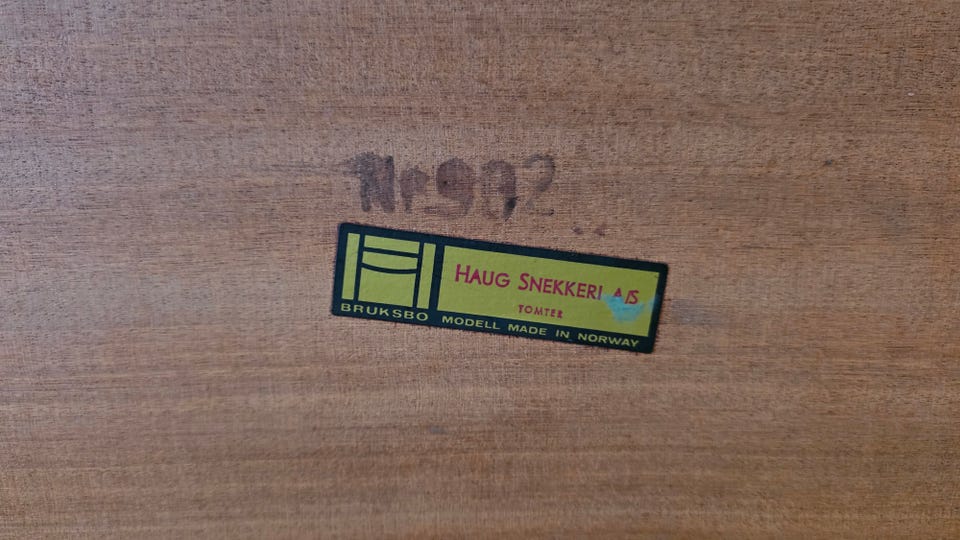 Nr 902
HAUG SNEKKERI A/S
TOMTER
BRUKSBO MODELL MADE IN NORWAY